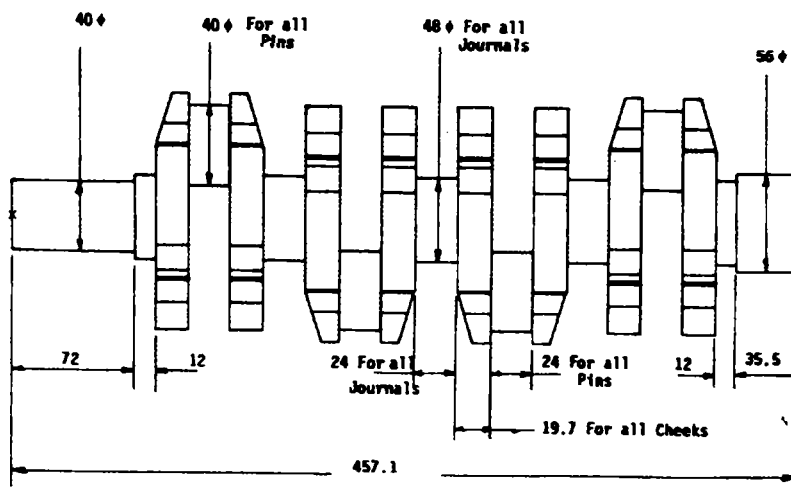 40 ϕ
40 ϕ For all
Pins
48 ϕ For all
Journals
56 ϕ
72
12
24 For all
Journals
24 For all
Pins
12
35.5
19.7 For all Cheeks
457.1